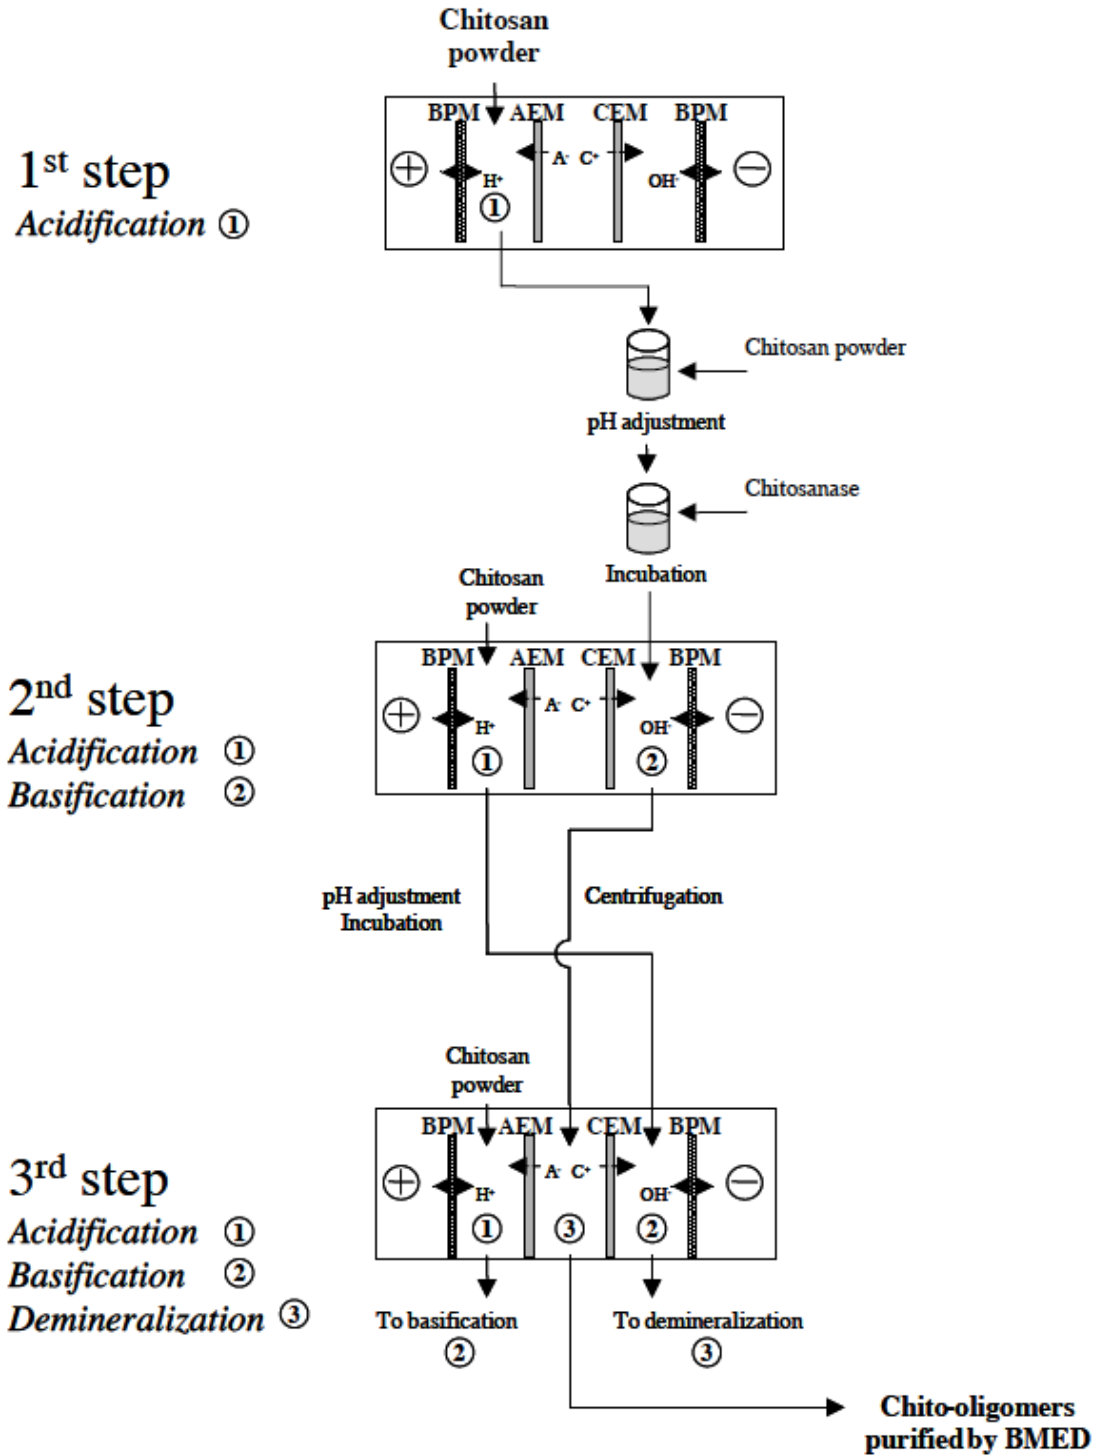 Chitosan
powder
BPM AEM CEM BPM
1st step
Acidification ①
+ A- C+ −
H+ OH-
①
Chitosan powder
pH adjustment
Chitosanase
Incubation
Chitosan
powder
BPM AEM CEM BPM
2nd step
Acidification ①
Basification ②
+ A- C+ −
H+ OH-
① ②
pH adjustment
Incubation
Centrifugation
Chitosan
powder
BPM AEM CEM BPM
3rd step
Acidification ①
Basification ②
Demineralization ③
+ A- C+ −
H+ OH-
① ③ ②
To basification
②
To demineralization
③
Chito-oligomers
purified by BMED